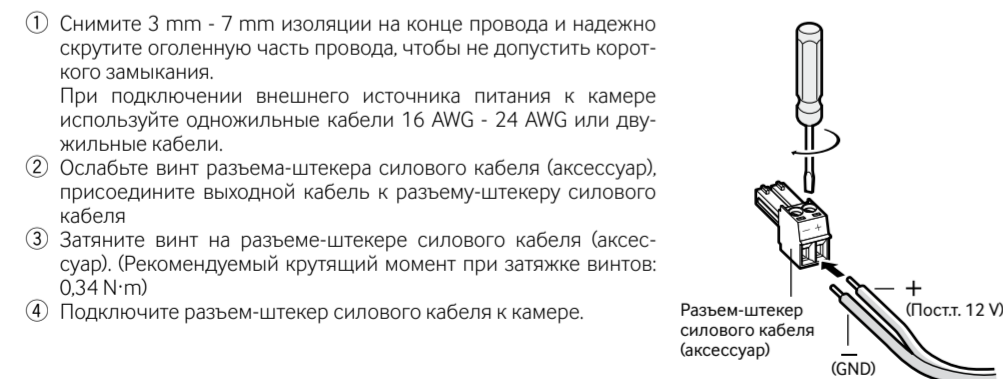 ① Снимите 3 mm - 7 mm изоляции на конце провода и надежно
скрутите оголенную часть провода, чтобы не допустить корот-
кого замыкания.
При подключении внешнего источника питания к камере
используйте одножильные кабели 16 AWG - 24 AWG или дву-
жильные кабели.
② Ослабьте винт разъема-штекера силового кабеля (аксессуар),
присоедините выходной кабель к разъему-штекеру силового
кабеля
③ Затяните винт на разъеме-штекере силового кабеля (аксес-
суар). (Рекомендуемый крутящий момент при затяжке винтов:
0,34 N·m)
④ Подключите разъем-штекер силового кабеля к камере.
− +
+
(Пост.т. 12 V)
Разъем-штекер
силового кабеля
(аксессуар)
−
(GND)